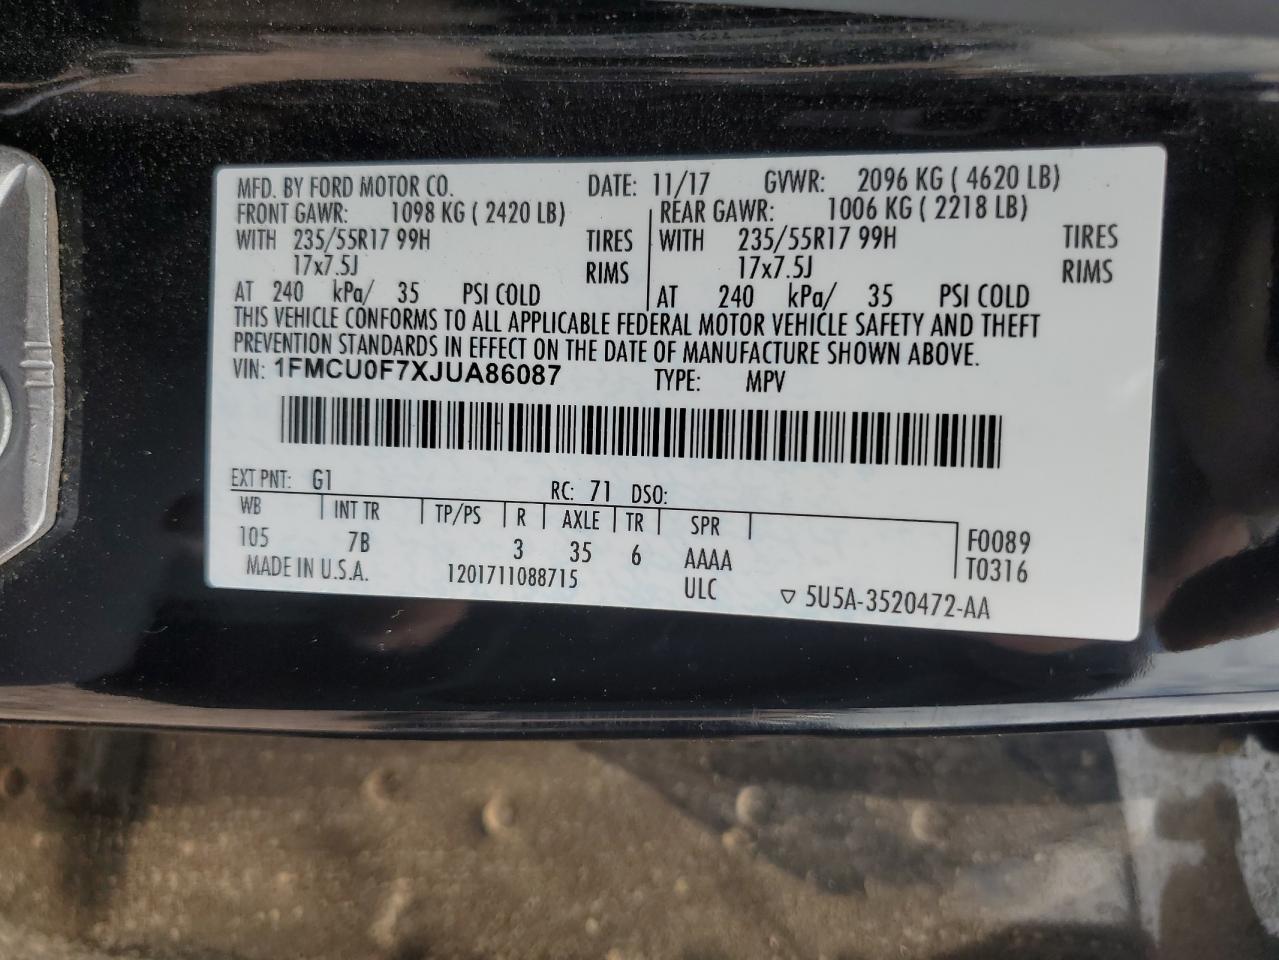 MFD. BY FORD MOTOR CO. DATE: 11/17 GVWR: 2096 KG ( 4620 LB)
FRONT GAWR: 1098 KG ( 2420 LB) REAR GAWR: 1006 KG ( 2218 LB)
WITH 235/55R17 99H TIRES WITH 235/55R17 99H TIRES
17x7.5J RIMS 17x7.5J RIMS
AT 240 kPa/ 35 PSI COLD AT 240 kPa/ 35 PSI COLD
THIS VEHICLE CONFORMS TO ALL APPLICABLE FEDERAL MOTOR VEHICLE SAFETY AND THEFT
PREVENTION STANDARDS IN EFFECT ON THE DATE OF MANUFACTURE SHOWN ABOVE.
VIN: 1FMCU0F7XJUA86087 TYPE: MPV
EXT PNT: G1 RC: 71 DSO:
WB INT TR TP/PS R AXLE TR SPR F0089
105 7B 3 35 6 AAAA T0316
MADE IN U.S.A. 1201711088715 ULC ▽ 5U5A-3520472-AA